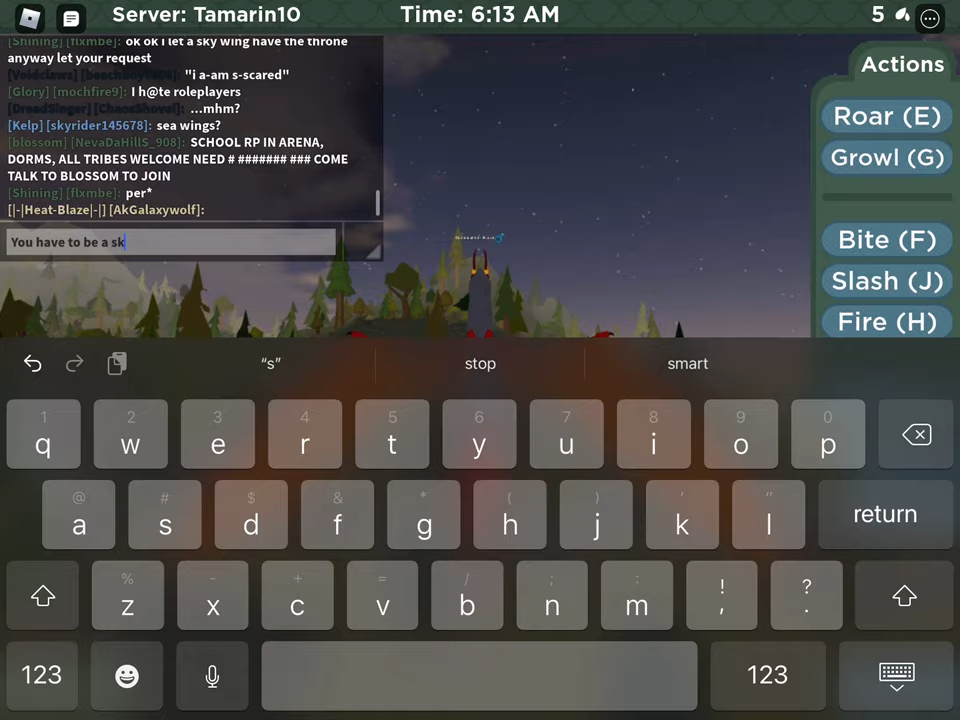 Server: Tamarin10
Time: 6:13 AM
5
[Shining] [flxmbe]: ok ok i let a sky wing have the throne
anyway let your request
"i a-am s-scared"
[Glory] [mochfire9]: I h@te roleplayers
[DreadSinger] [ChaosShovel]: ...mhm?
[Kelp] [skyrider145678]: sea wings?
[blossom] [NevaDaHillS_908]: SCHOOL RP IN ARENA,
DORMS, ALL TRIBES WELCOME NEED # ####### ### COME
TALK TO BLOSSOM TO JOIN
[Shining] [flxmbe]: per*
[|-|Heat-Blaze|-|] [AkGalaxywolf]:
You have to be a sk
Actions
Roar (E)
Growl (G)
Bite (F)
Slash (J)
Fire (H)
“s” stop smart
1 2 3 4 5 6 7 8 9 0
q w e r t y u i o p
@ # $ & * ( ) ' "
a s d f g h j k l return
% - + = / ; : ! ?
z x c v b n m , .
123 123